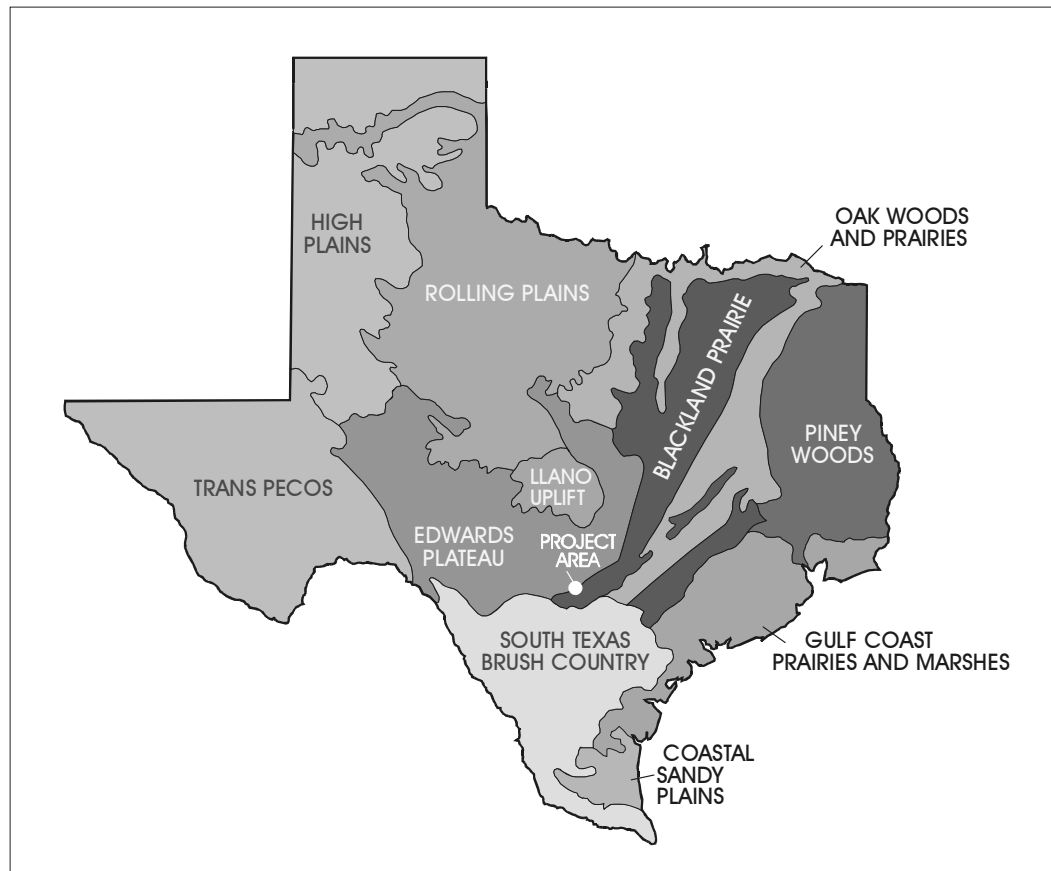 OAK WOODS
AND PRAIRIES
HIGH
PLAINS
ROLLING PLAINS
BLACKLAND PRAIRIE
PINEY
WOODS
TRANS PECOS
LLANO
UPLIFT
EDWARDS
PLATEAU
PROJECT
AREA
SOUTH TEXAS
BRUSH COUNTRY
GULF COAST
PRAIRIES AND MARSHES
COASTAL
SANDY
PLAINS